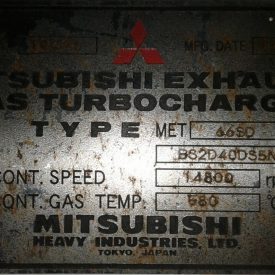 MFG. DATE
TSUBISHI EXHAU
AS TURBOCHARG
TYPE MET 66SD
CONT. SPEED 14800
CONT. GAS TEMP. 580 °C
MITSUBISHI
HEAVY INDUSTRIES, LTD.
TOKYO, JAPAN